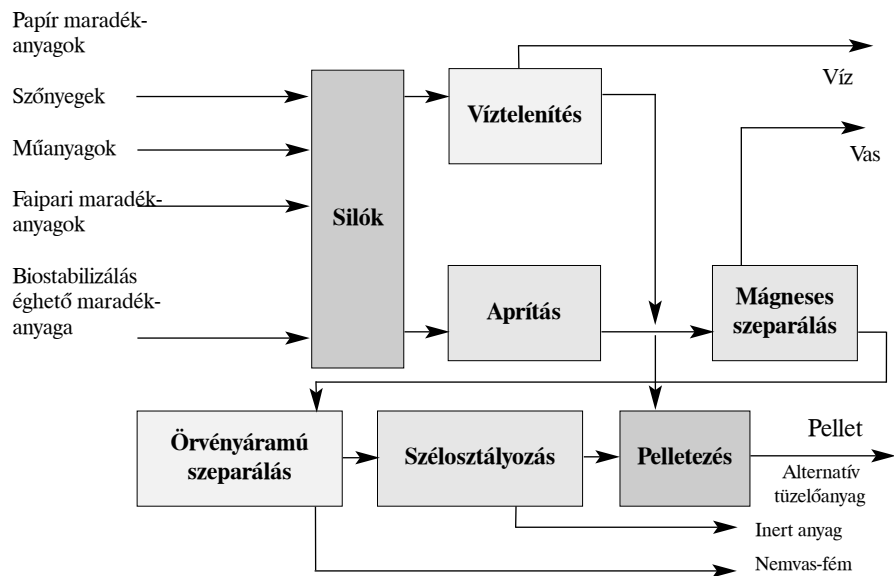 Papír maradék-
anyagok
Szőnyegek
Műanyagok
Faipari maradék-
anyagok
Biostabilizálás
éghető maradék-
anyaga
Silók
Víztelenítés
Víz
Vas
Aprítás
Mágneses
szeparálás
Örvényáramú
szeparálás
Szélosztályozás
Pelletezés
Pellet
Alternatív
tüzelőanyag
Inert anyag
Nemvas-fém